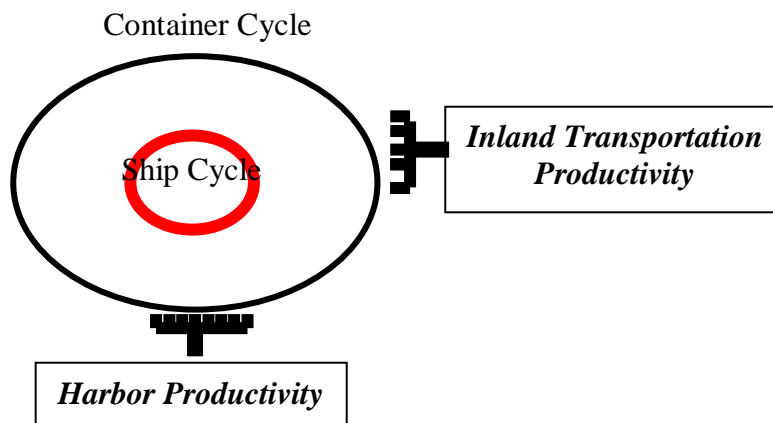 Container Cycle
Ship Cycle
Inland Transportation
Productivity
Harbor Productivity